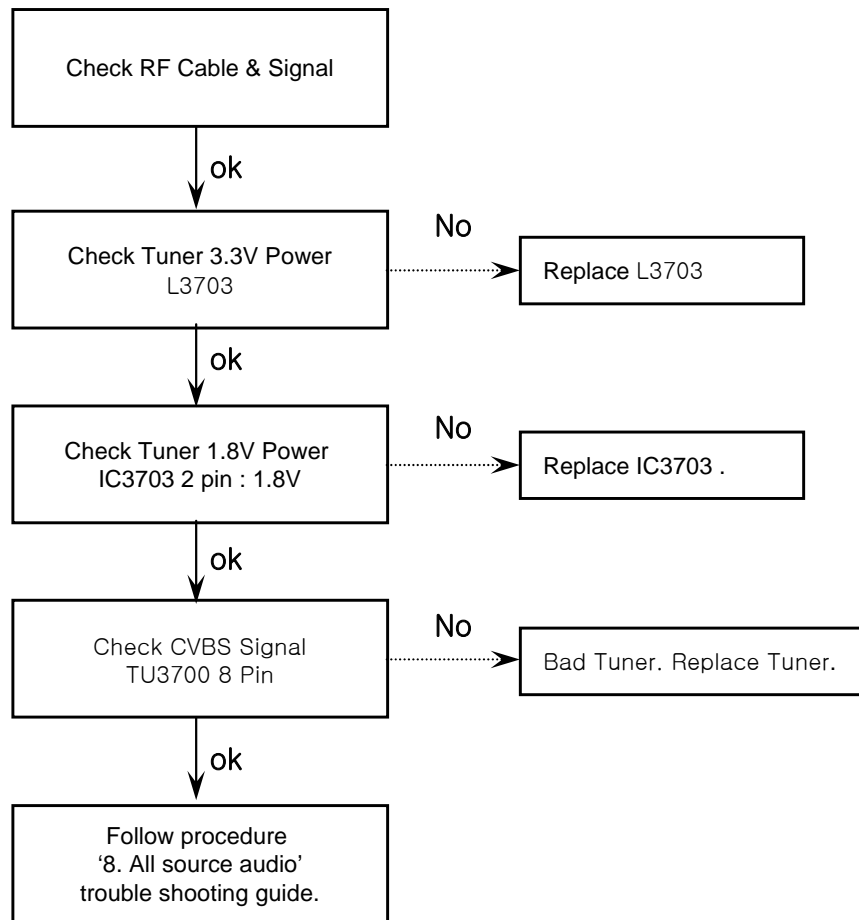 Check RF Cable & Signal
ok
Check Tuner 3.3V Power
L3703
No
Replace L3703
ok
Check Tuner 1.8V Power
IC3703 2 pin : 1.8V
No
Replace IC3703 .
ok
Check CVBS Signal
TU3700 8 Pin
No
Bad Tuner. Replace Tuner.
ok
Follow procedure
‘8. All source audio’
trouble shooting guide.